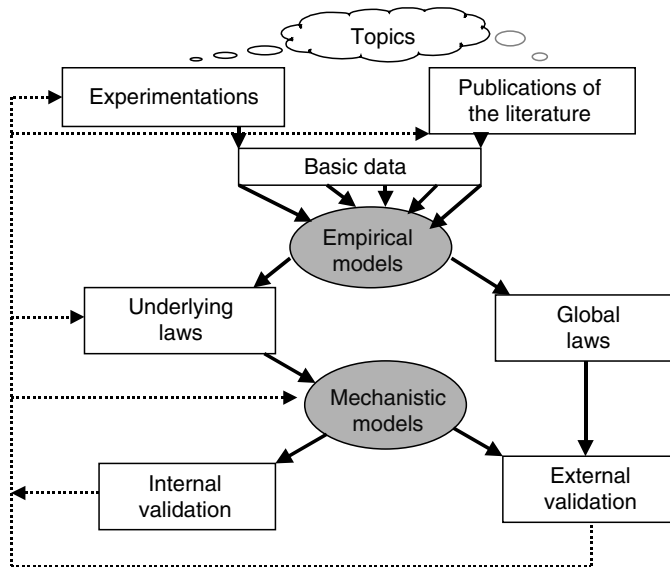 Topics
Experimentations
Publications of
the literature
Basic data
Empirical
models
Underlying
laws
Global
laws
Mechanistic
models
Internal
validation
External
validation